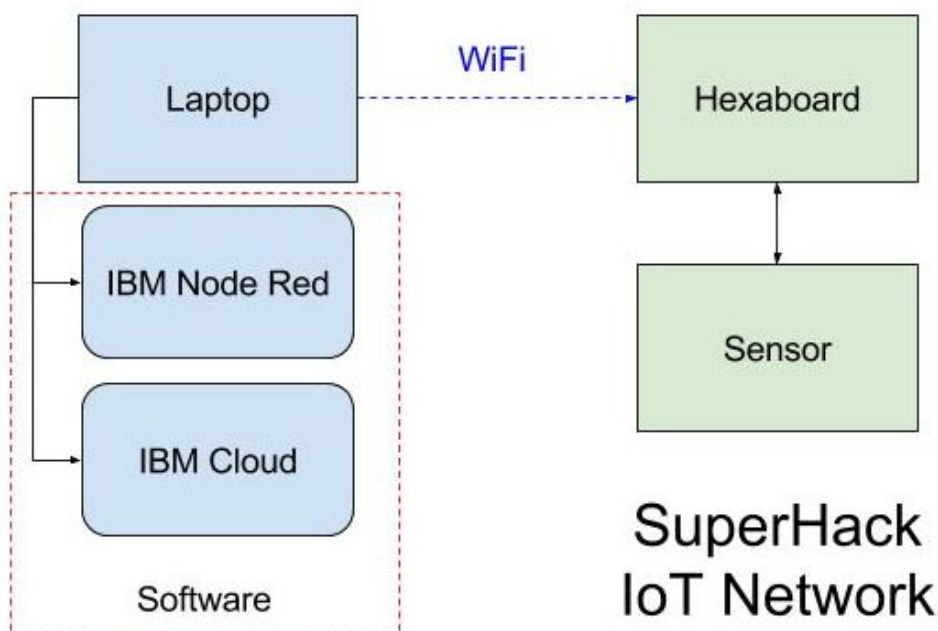 Laptop
WiFi
Hexaboard
IBM Node Red
Sensor
IBM Cloud
Software
SuperHack
IoT Network